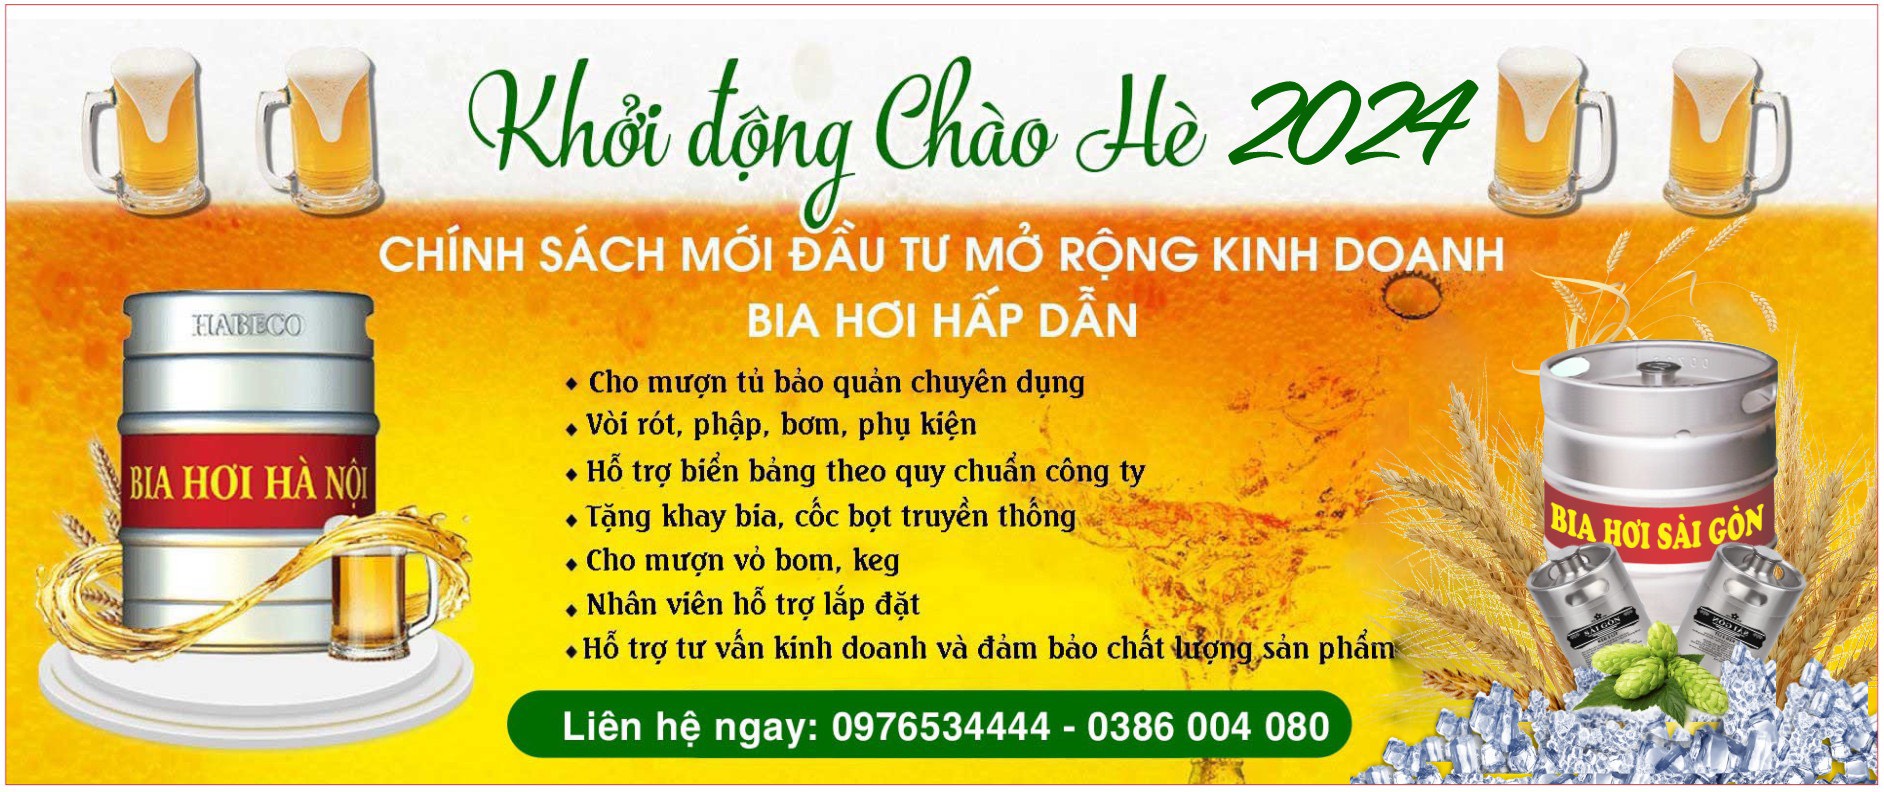 Khởi động Chào Hè 2024
CHÍNH SÁCH MỚI ĐẦU TƯ MỞ RỘNG KINH DOANH
BIA HƠI HẤP DẪN
HABECO
BIA HƠI HÀ NỘI
• Cho mượn tủ bảo quản chuyên dụng
• Vòi rót, phập, bơm, phụ kiện
• Hỗ trợ biển bảng theo quy chuẩn công ty
• Tặng khay bia, cốc bọt truyền thống
• Cho mượn vỏ bom, keg
• Nhân viên hỗ trợ lắp đặt
• Hỗ trợ tư vấn kinh doanh và đảm bảo chất lượng sản phẩm
BIA HƠI SÀI GÒN
SÀI GÒN
Liên hệ ngay: 0976534444 - 0386 004 080